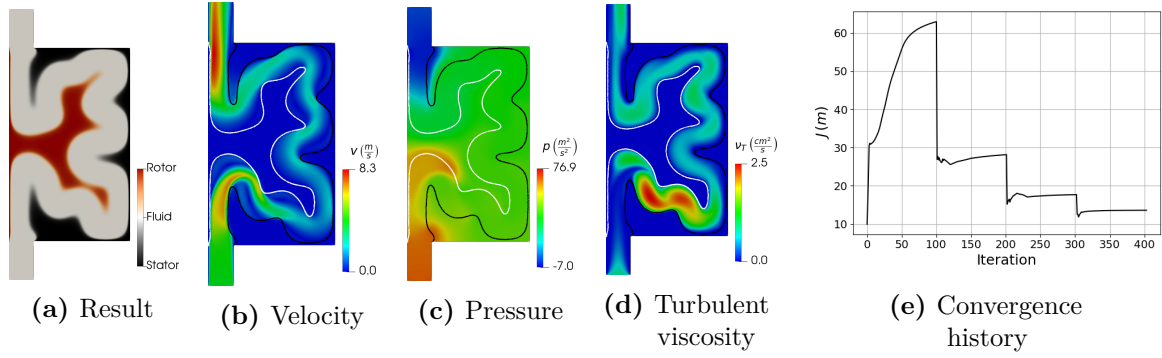 Rotor
Fluid
Stator
V (m/s)
8.3
0.0
p (m²/s²)
76.9
-7.0
ν_T (cm²/s)
2.5
0.0
J (m)
60
50
40
30
20
10
0 50 100 150 200 250 300 350 400
Iteration
(a) Result
(b) Velocity
(c) Pressure
(d) Turbulent
viscosity
(e) Convergence
history